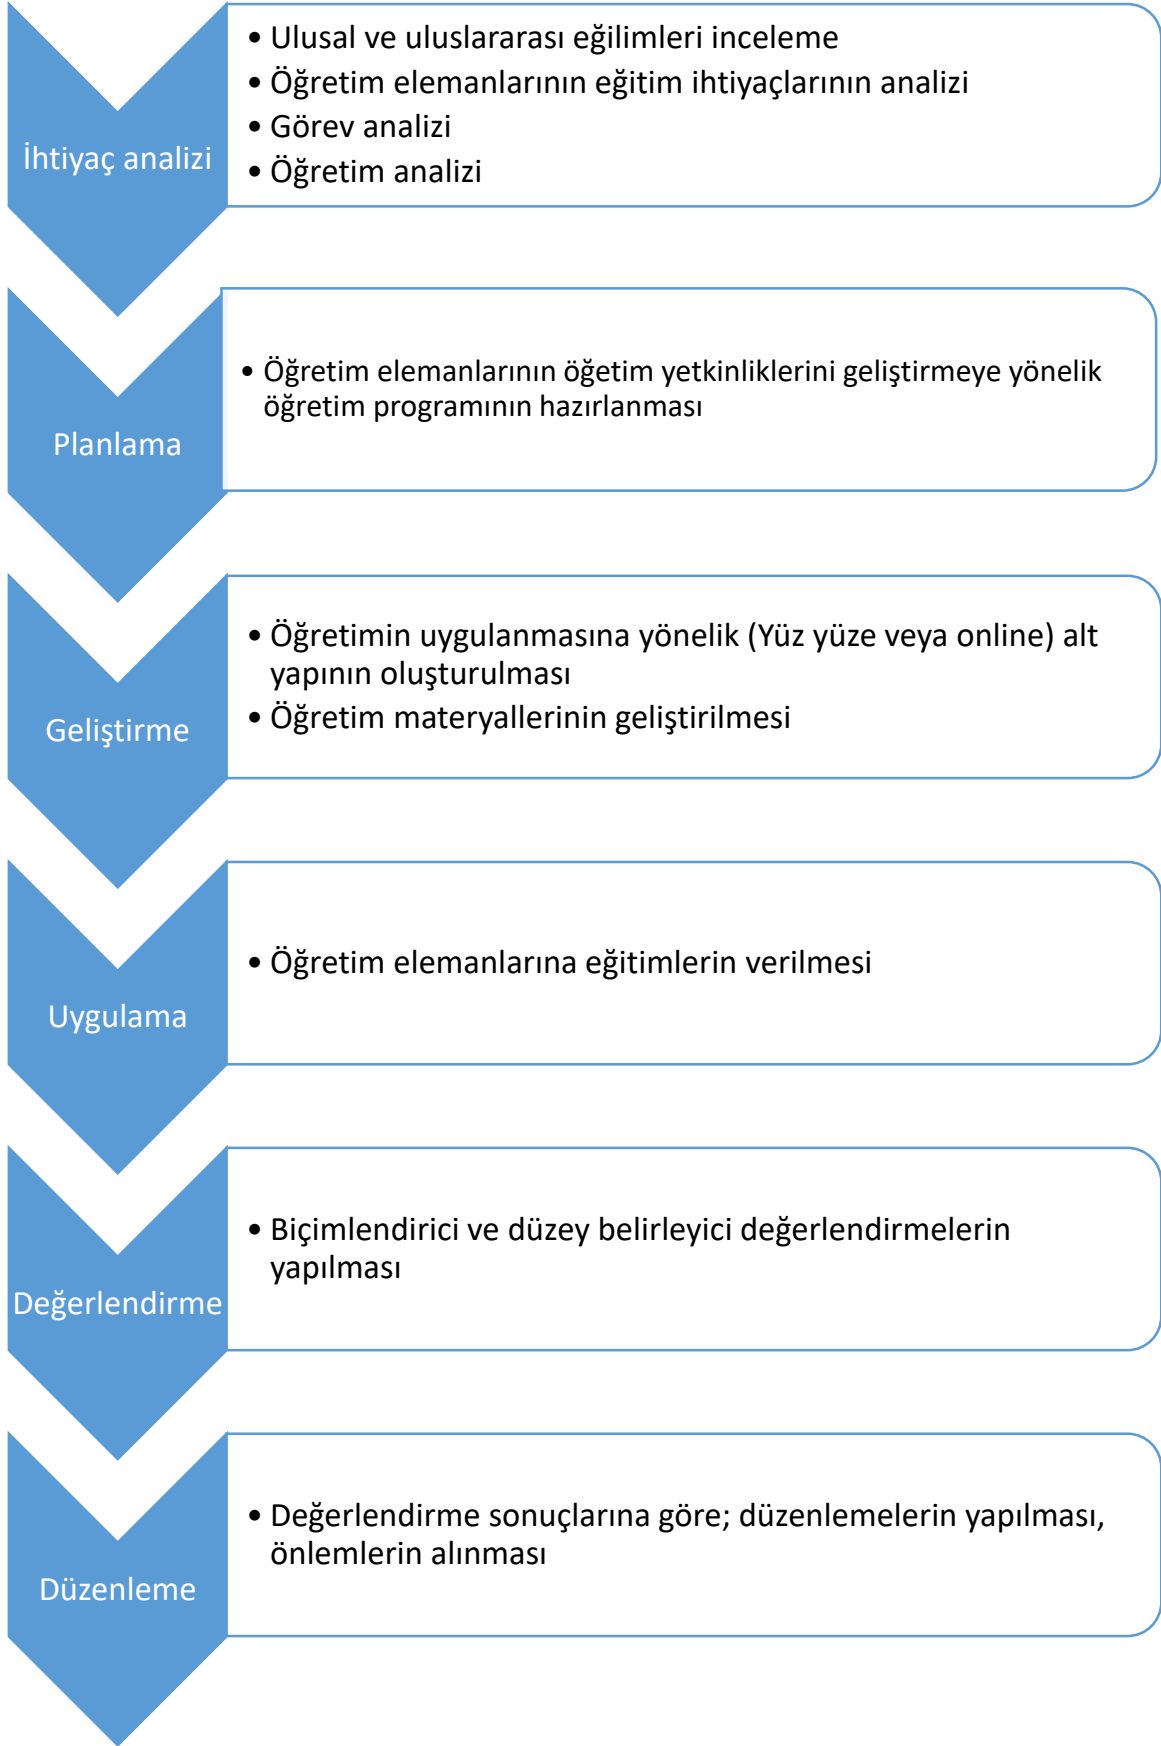 İhtiyaç analizi
• Ulusal ve uluslararası eğilimleri inceleme
• Öğretim elemanlarının eğitim ihtiyaçlarının analizi
• Görev analizi
• Öğretim analizi
Planlama
• Öğretim elemanlarının öğetim yetkinliklerini geliştirmeye yönelik
öğretim programının hazırlanması
Geliştirme
• Öğretimin uygulanmasına yönelik (Yüz yüze veya online) alt
yapının oluşturulması
• Öğretim materyallerinin geliştirilmesi
Uygulama
• Öğretim elemanlarına eğitimlerin verilmesi
Değerlendirme
• Biçimlendirici ve düzey belirleyici değerlendirmelerin
yapılması
Düzenleme
• Değerlendirme sonuçlarına göre; düzenlemelerin yapılması,
önlemlerin alınması